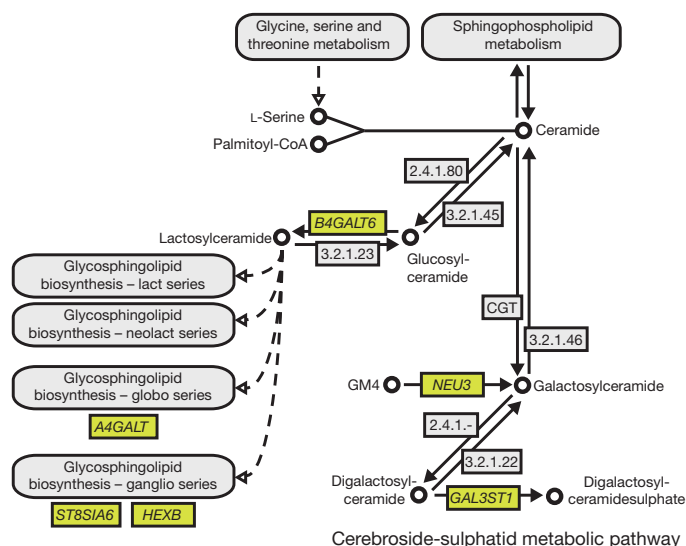 Glycine, serine and
threonine metabolism
Sphingophospholipid
metabolism
L-Serine
Palmitoyl-CoA
Ceramide
2.4.1.80
3.2.1.45
B4GALT6
Lactosylceramide
3.2.1.23
Glucosyl-
ceramide
Glycosphingolipid
biosynthesis – lact series
Glycosphingolipid
biosynthesis – neolact series
CGT
3.2.1.46
Glycosphingolipid
biosynthesis – globo series
A4GALT
GM4
NEU3
Galactosylceramide
2.4.1.-
3.2.1.22
Glycosphingolipid
biosynthesis – ganglio series
ST8SIA6
HEXB
Digalactosyl-
ceramide
GAL3ST1
Digalactosyl-
ceramidesulphate
Cerebroside-sulphatid metabolic pathway